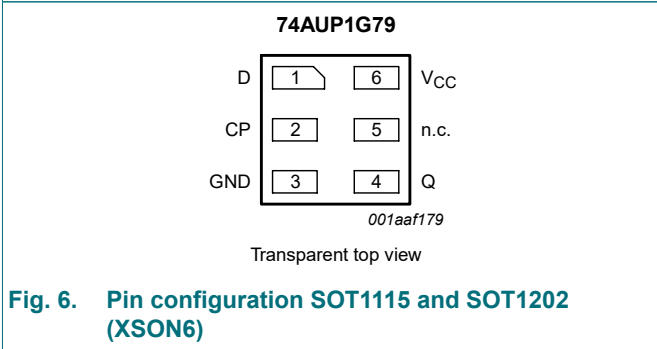 74AUP1G79
D 1 6 VCC
CP 2 5 n.c.
GND 3 4 Q
001aaf179
Transparent top view
Fig. 6. Pin configuration SOT1115 and SOT1202
(XSON6)